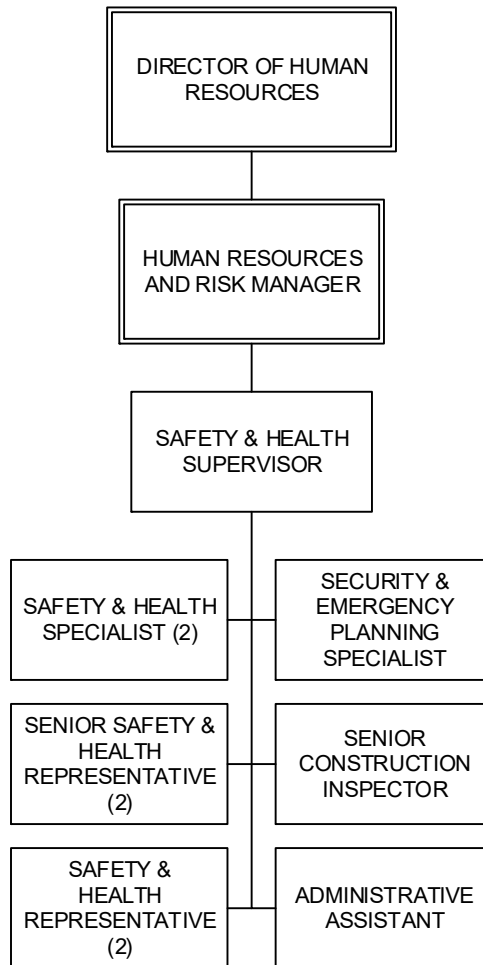 DIRECTOR OF HUMAN
RESOURCES
HUMAN RESOURCES
AND RISK MANAGER
SAFETY & HEALTH
SUPERVISOR
SAFETY & HEALTH
SPECIALIST (2)
SECURITY &
EMERGENCY
PLANNING
SPECIALIST
SENIOR SAFETY &
HEALTH
REPRESENTATIVE
(2)
SENIOR
CONSTRUCTION
INSPECTOR
SAFETY &
HEALTH
REPRESENTATIVE
(2)
ADMINISTRATIVE
ASSISTANT